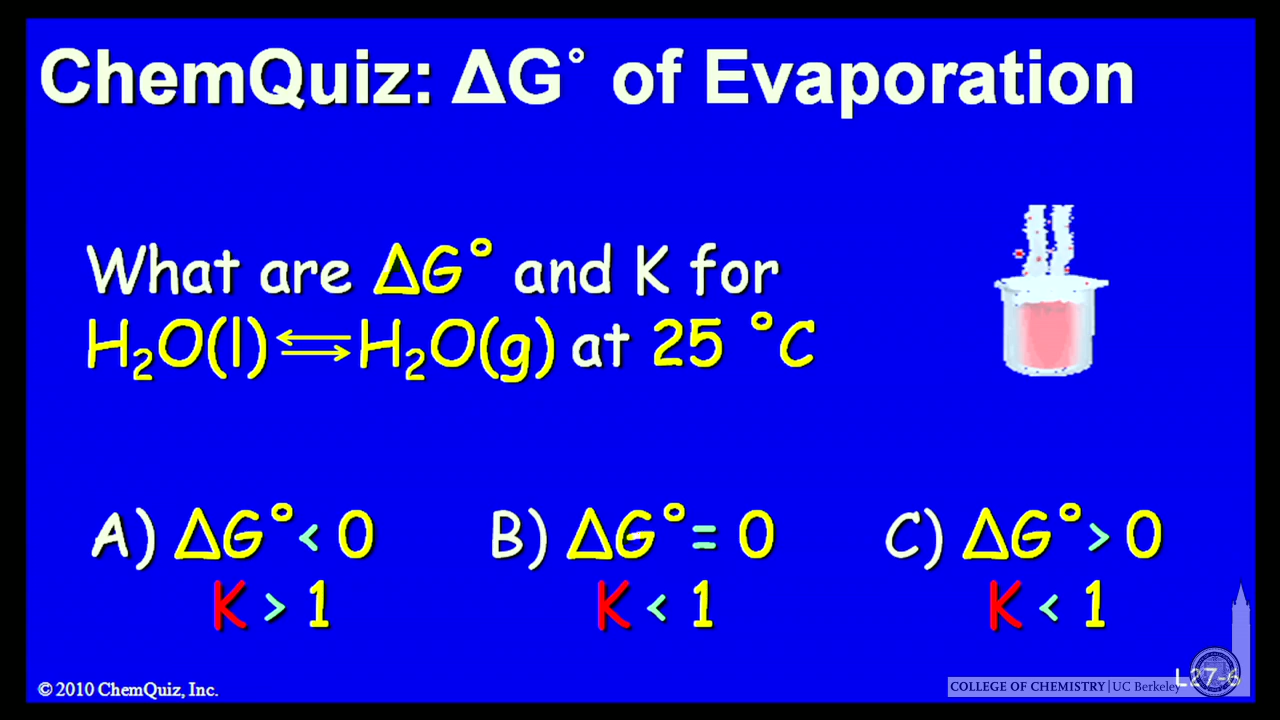 ChemQuiz: ΔG° of Evaporation
What are ΔG° and K for
H₂O(l)⇌H₂O(g) at 25 °C
A) ΔG°< 0
K > 1
B) ΔG°= 0
K < 1
C) ΔG°> 0
K < 1
© 2010 ChemQuiz, Inc.
COLLEGE OF CHEMISTRY | UC Berkeley
L27-6